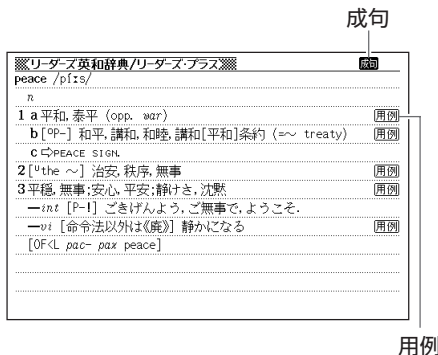 成句
リーダーズ英和辞典/リーダーズ・プラス 成句
peace /píːs/
n
1 a 平和, 泰平 (opp. war) 用例
b [ºP-] 和平, 講和, 和睦, 講和[平和]条約 (=~ treaty) 用例
c ⇨PEACE SIGN.
2 [ᵁthe ~] 治安, 秩序, 無事 用例
3 平穏, 無事;安心, 平安;静けさ, 沈黙 用例
—int [P-!] ごきげんよう, ご無事で, ようこそ.
—vi [命令法以外は《廃》] 静かになる 用例
[OF<L pac- pax peace]
用例